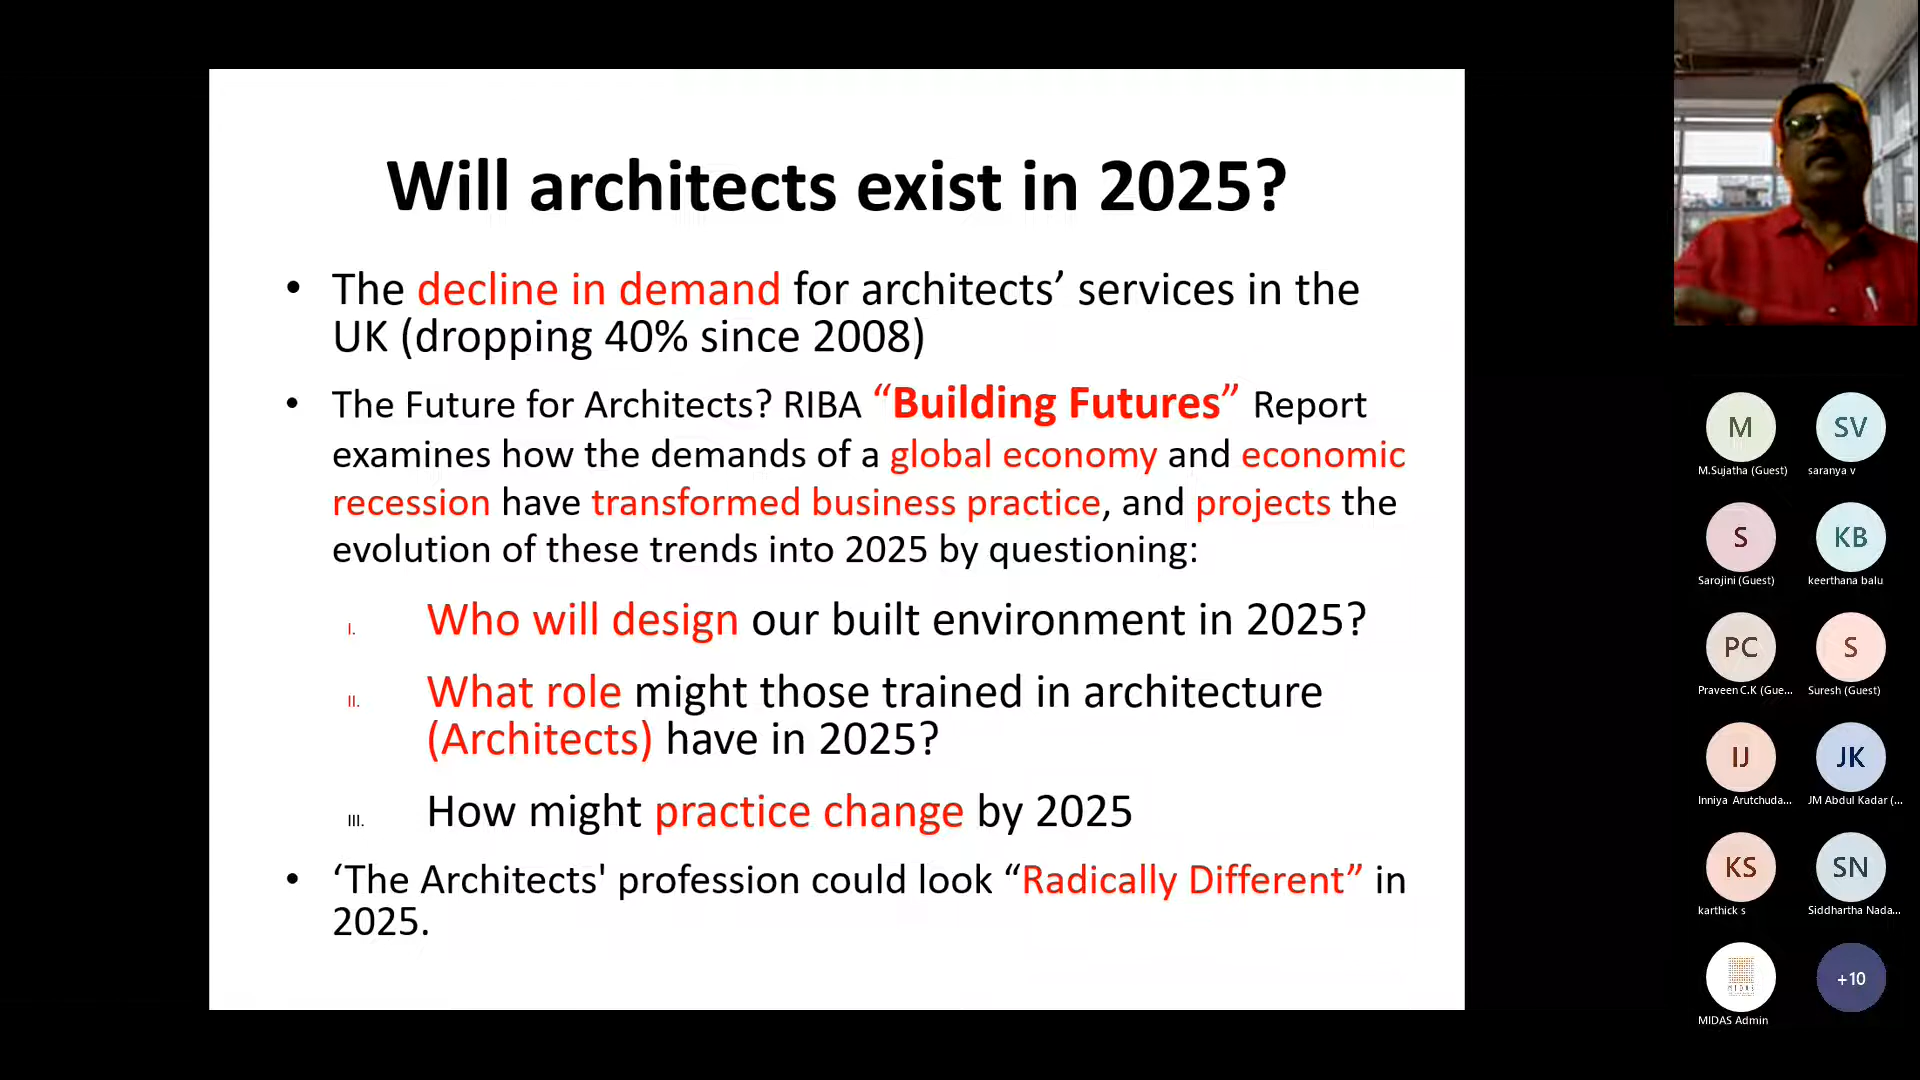 Will architects exist in 2025?
• The decline in demand for architects’ services in the
UK (dropping 40% since 2008)
• The Future for Architects? RIBA “Building Futures” Report
examines how the demands of a global economy and economic
recession have transformed business practice, and projects the
evolution of these trends into 2025 by questioning:
I. Who will design our built environment in 2025?
II. What role might those trained in architecture
(Architects) have in 2025?
III. How might practice change by 2025
• ‘The Architects' profession could look “Radically Different” in
2025.
M SV
M.Sujatha (Guest) saranya v
S KB
Sarojini (Guest) keerthana balu
PC S
Praveen C.K (Gue... Suresh (Guest)
IJ JK
Inniya Arutchuda... JM Abdul Kadar (...
KS SN
karthick s Siddhartha Nada...
MIDAS +10
MIDAS Admin